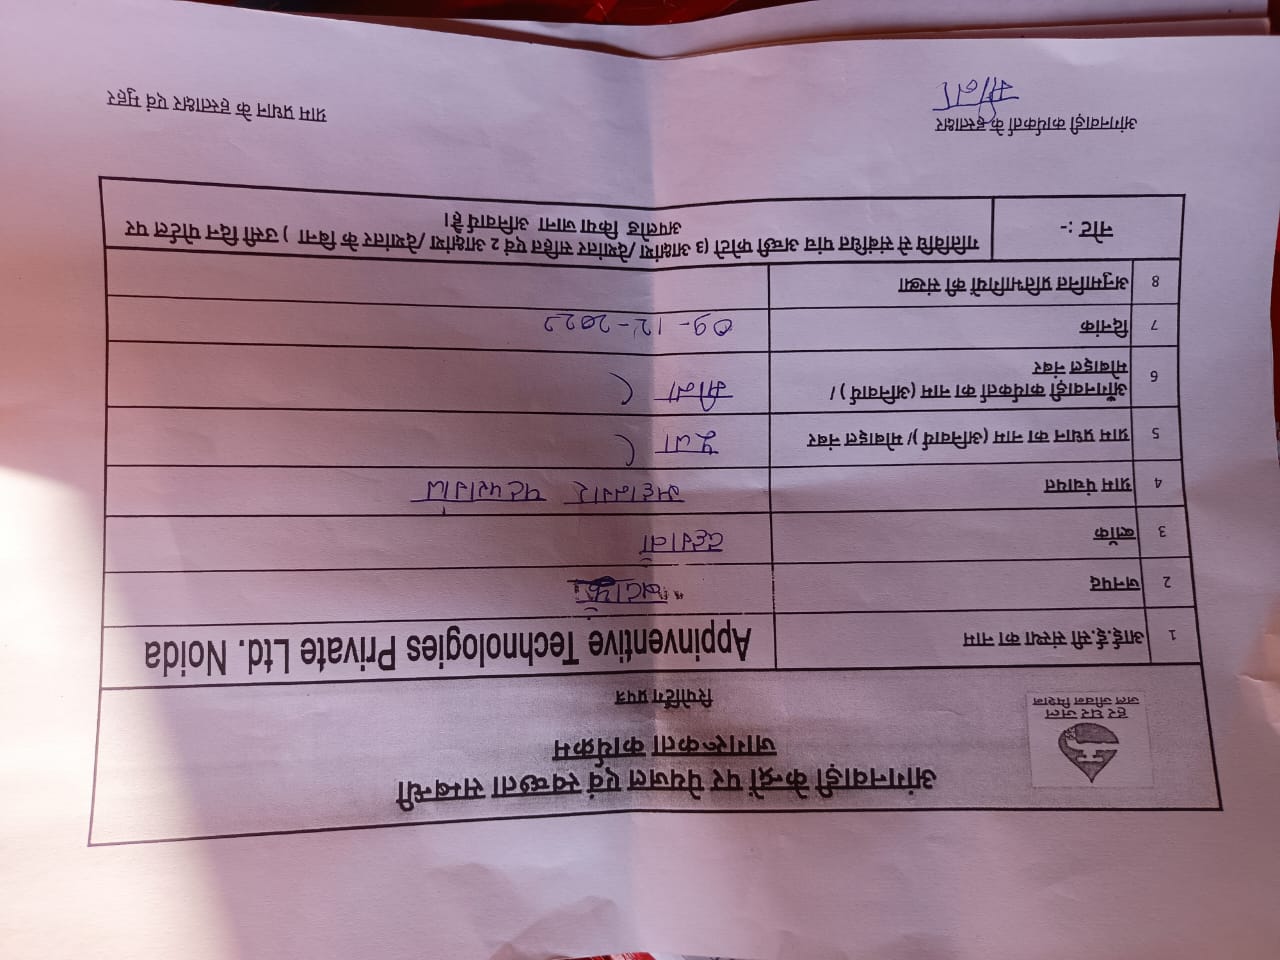 हर घर जल
जल जीवन मिशन
आंगनवाड़ी केन्द्रों पर पेयजल एवं स्वच्छता सम्बन्धी
जागरूकता कार्यक्रम
रिपोर्टिंग प्रपत्र
1 आई.ई.सी संस्था का नाम Appinventive Technologies Private Ltd. Noida
2 जनपद
3 ब्लॉक
4 ग्राम पंचायत
5 ग्राम प्रधान का नाम (अनिवार्य)/ मोबाइल नंबर
6 आँगनवाड़ी कार्यकर्ता का नाम (अनिवार्य)/
मोबाइल नंबर मीना (
7 दिनांक 09-12-2022
8 अनुमानित प्रतिभागियों की संख्या
नोट :- गतिविधि से संबंधित पांच अच्छी फोटो (3 आक्षांश /देशांतर सहित एवं 2 आक्षांश /देशांतर के बिना ) उसी दिन पोर्टल पर
अपलोड किया जाना अनिवार्य है।
आंगनवाड़ी कार्यकर्ता के हस्ताक्षर ग्राम प्रधान के हस्ताक्षर एवं मुहर
मीना